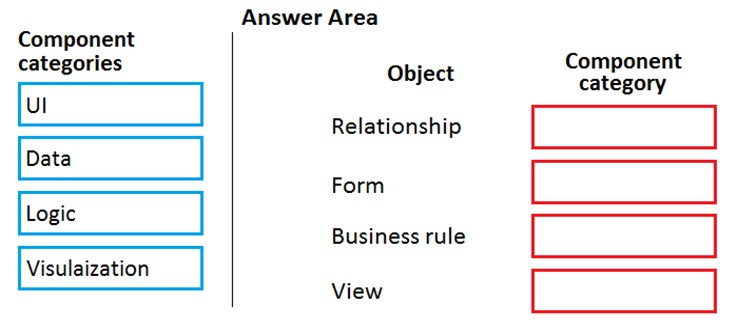 Answer Area
Component
categories
UI
Data
Logic
Visulaization
Object
Component
category
Relationship
Form
Business rule
View